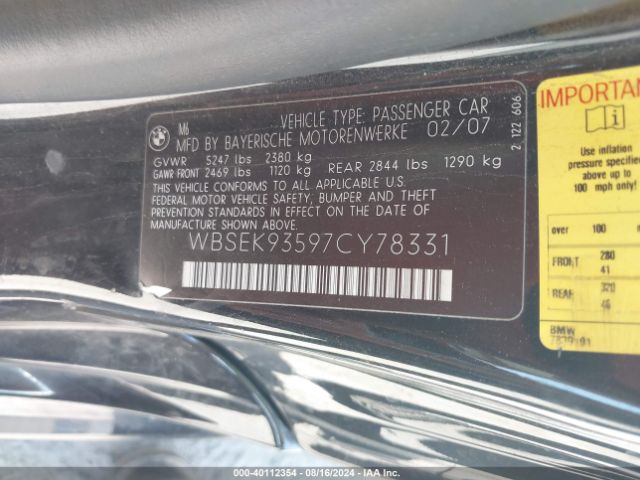 M6
VEHICLE TYPE: PASSENGER CAR
MFD BY BAYERISCHE MOTORENWERKE 02/07
GVWR 5247 lbs 2380 kg
GAWR FRONT 2469 lbs 1120 kg REAR 2844 lbs 1290 kg
THIS VEHICLE CONFORMS TO ALL APPLICABLE U.S.
FEDERAL MOTOR VEHICLE SAFETY, BUMPER AND THEFT
PREVENTION STANDARDS IN EFFECT ON THE DATE OF
MANUFACTURE SHOWN ABOVE.
WBSEK93597CY78331
2 122 606
IMPORTAN
Use inflation
pressure specified
above up to
100 mph only!
over 100
FRONT 280
41
REAR 320
46
BMW
7839191
000-40112354 - 08/16/2024 - IAA Inc.